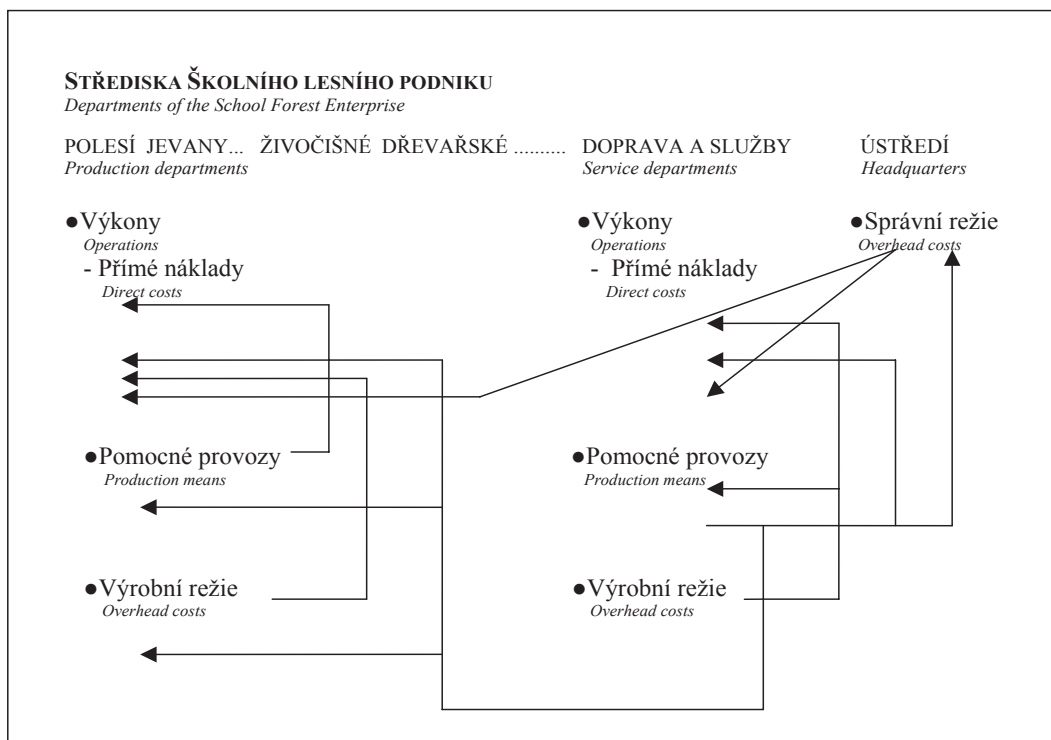 STŘEDISKA ŠKOLNÍHO LESNÍHO PODNIKU
Departments of the School Forest Enterprise
POLESÍ JEVANY... ŽIVOČIŠNÉ DŘEVAŘSKÉ .......... DOPRAVA A SLUŽBY ÚSTŘEDÍ
Production departments Service departments Headquarters
●Výkony ●Výkony ●Správní režie
Operations Operations Overhead costs
- Přímé náklady - Přímé náklady
Direct costs Direct costs
●Pomocné provozy ●Pomocné provozy
Production means Production means
●Výrobní režie ●Výrobní režie
Overhead costs Overhead costs